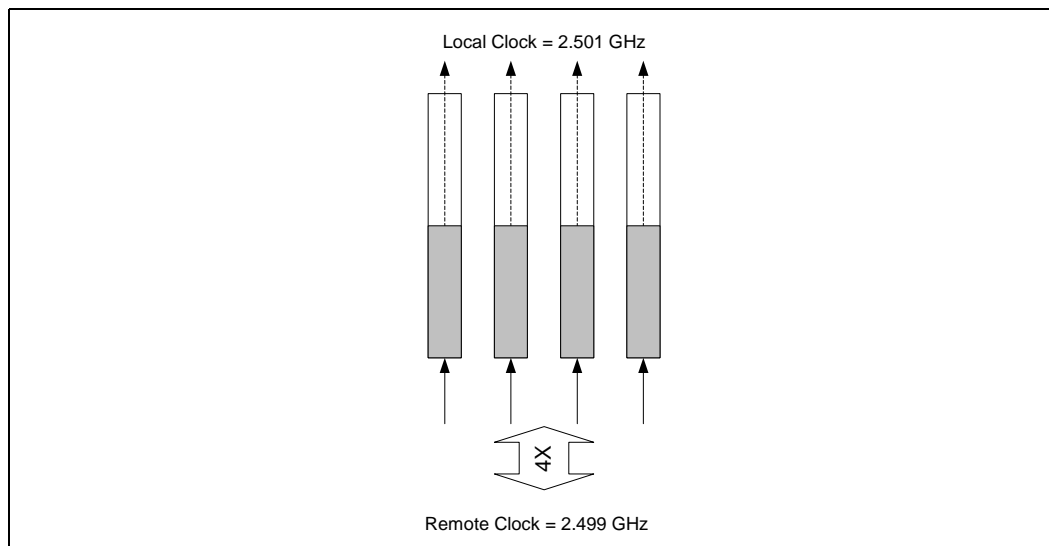 Local Clock = 2.501 GHz
4X
Remote Clock = 2.499 GHz